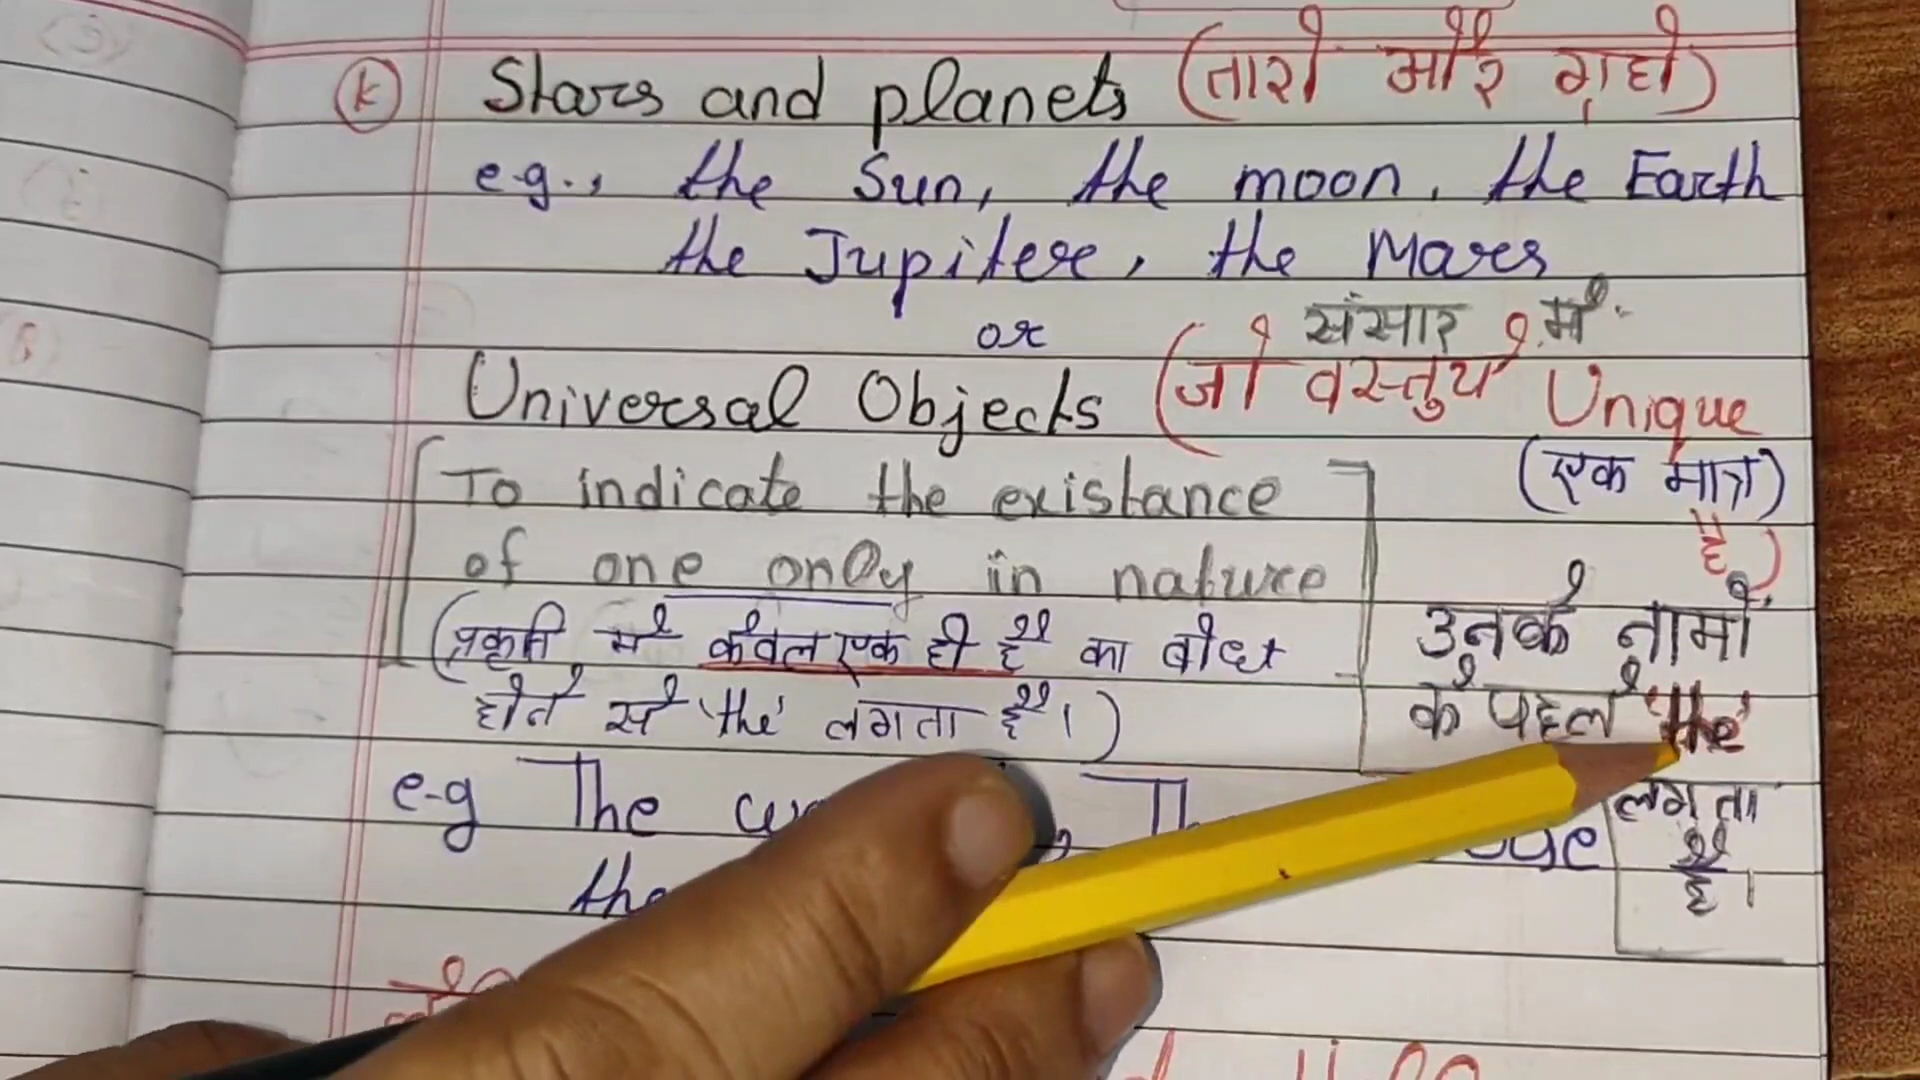 (k) Stars and planets (तारों और ग्रहों)
e.g., the Sun, the moon, the Earth
the Jupiter, the Mars
or
Universal Objects (जो वस्तुयें संसार में Unique
(एक मात्र)
हैं)
To indicate the existance
of one only in nature
(प्रकृति में केवल एक ही है का बोध
होने से 'the' लगता है।)
उनके नामों
के पहले 'the'
लगता
है।
e-g The